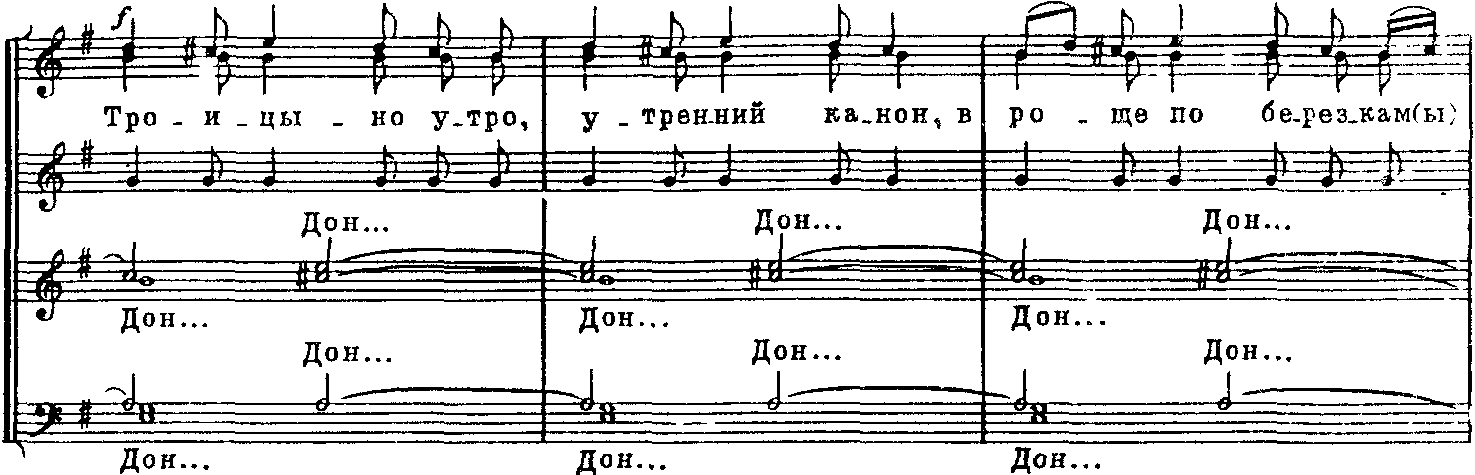 f
Тро - и - цы - но у - тро, у - трен-ний ка - нон, в ро - ще по бе - рез - кам(ы)
Дон... Дон... Дон...
Дон... Дон... Дон...
Дон... Дон... Дон...
Дон... Дон... Дон...